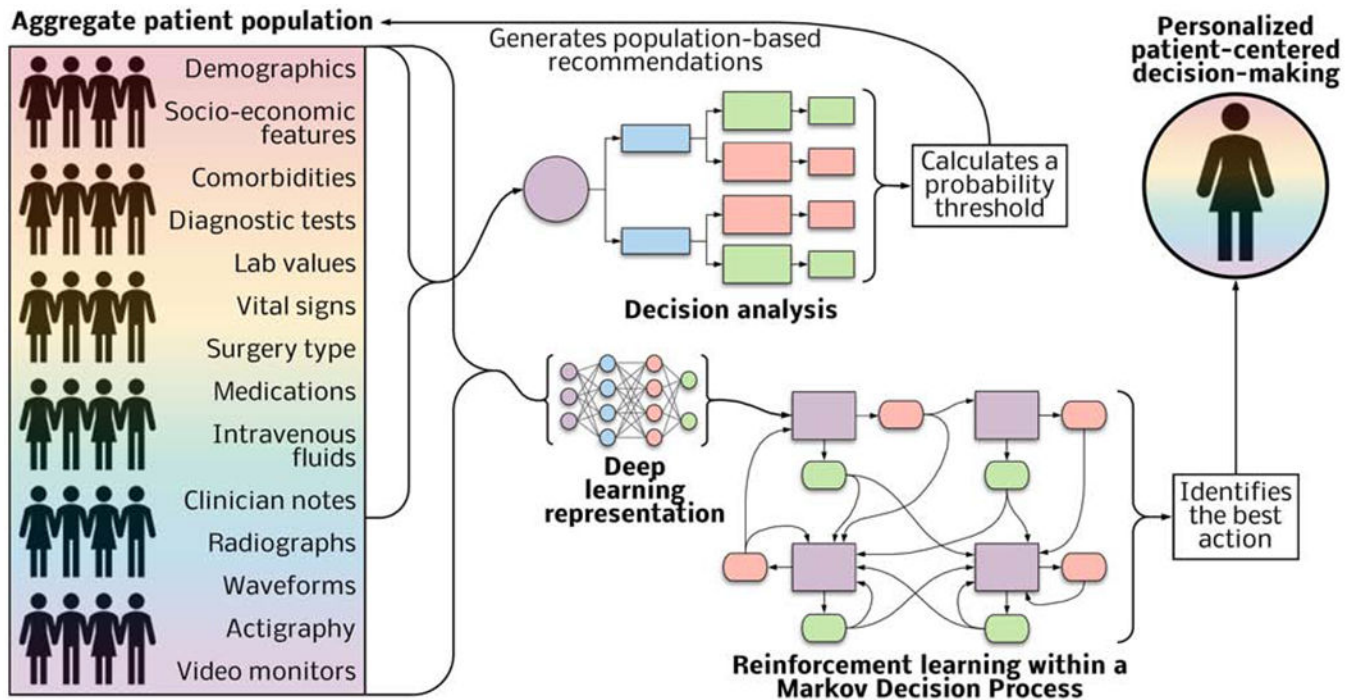 Aggregate patient population
Demographics
Socio-economic
features
Comorbidities
Diagnostic tests
Lab values
Vital signs
Surgery type
Medications
Intravenous
fluids
Clinician notes
Radiographs
Waveforms
Actigraphy
Video monitors
Generates population-based
recommendations
Decision analysis
Calculates a
probability
threshold
Deep
learning
representation
Reinforcement learning within a
Markov Decision Process
Identifies
the best
action
Personalized
patient-centered
decision-making